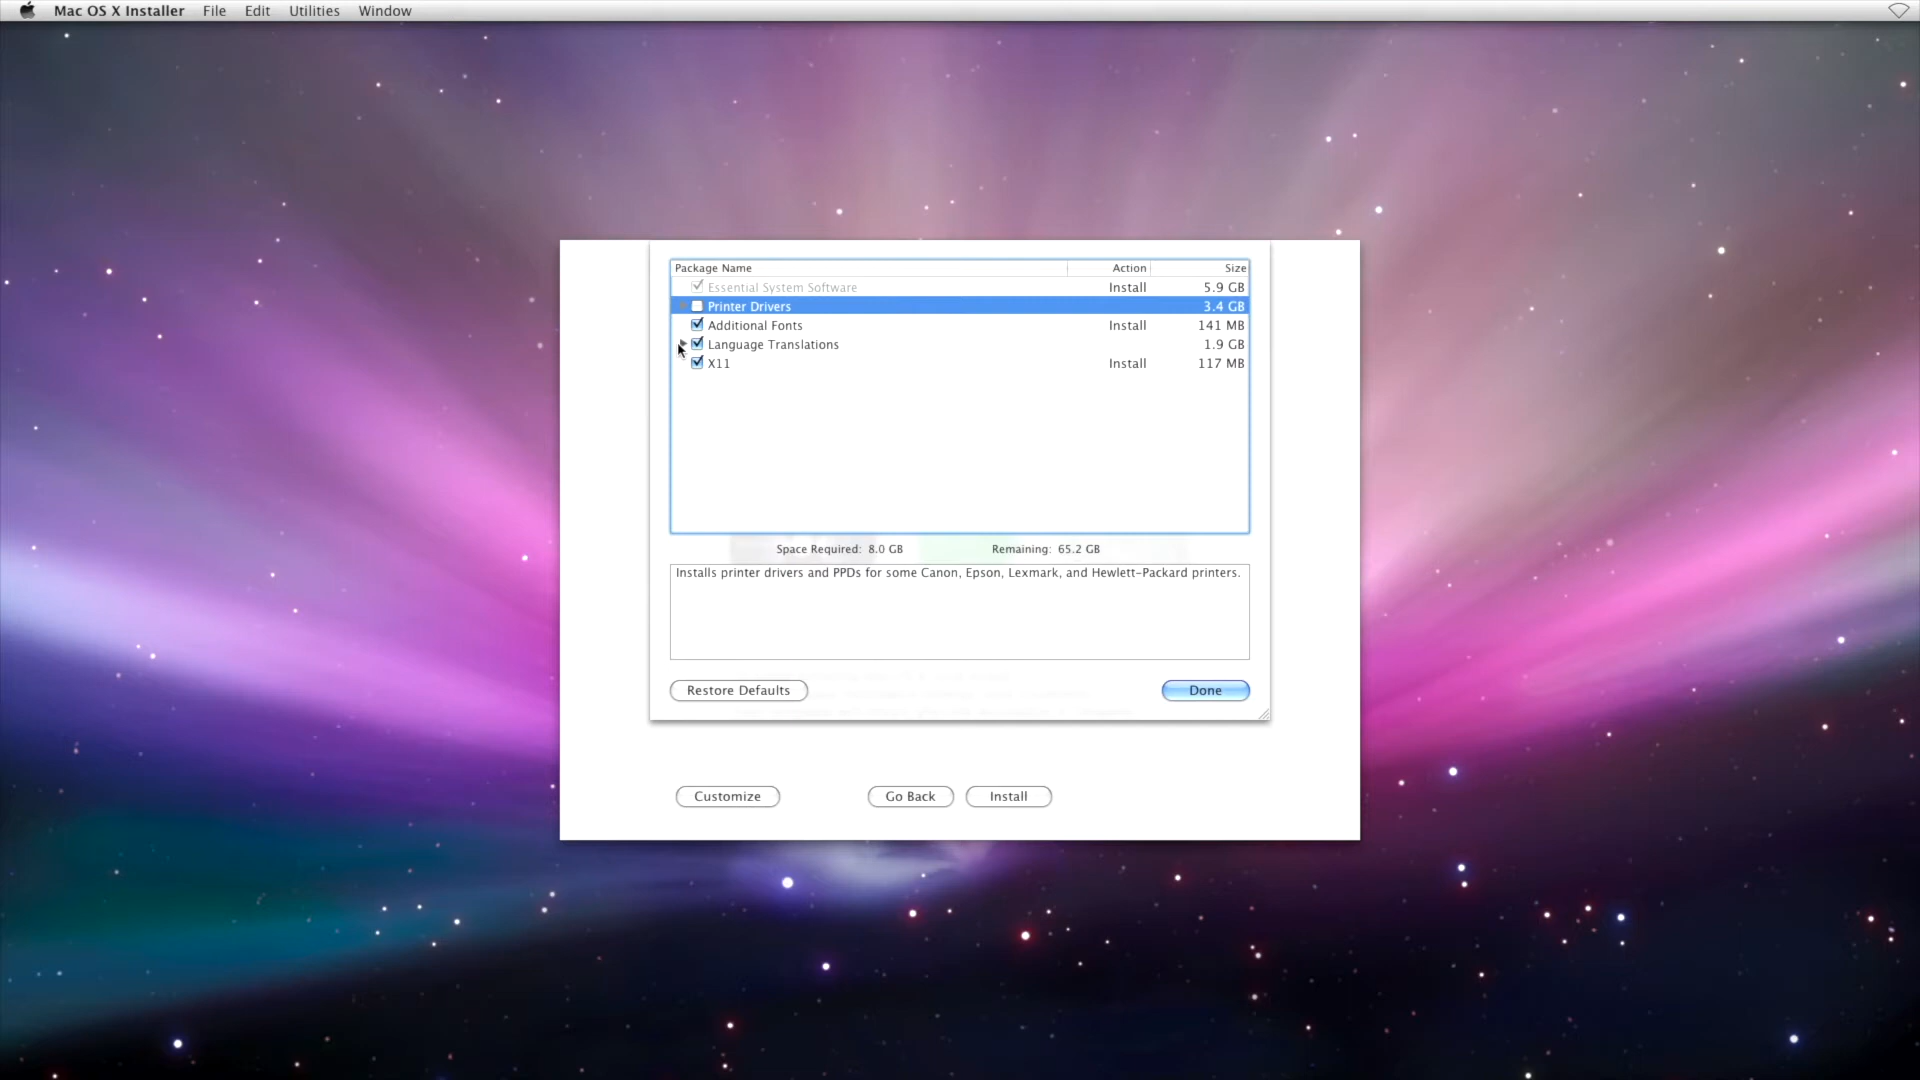 Mac OS X Installer File Edit Utilities Window
Package Name Action Size
Essential System Software Install 5.9 GB
Printer Drivers 3.4 GB
Additional Fonts Install 141 MB
Language Translations 1.9 GB
X11 Install 117 MB
Space Required: 8.0 GB Remaining: 65.2 GB
Installs printer drivers and PPDs for some Canon, Epson, Lexmark, and Hewlett-Packard printers.
Restore Defaults Done
Customize Go Back Install